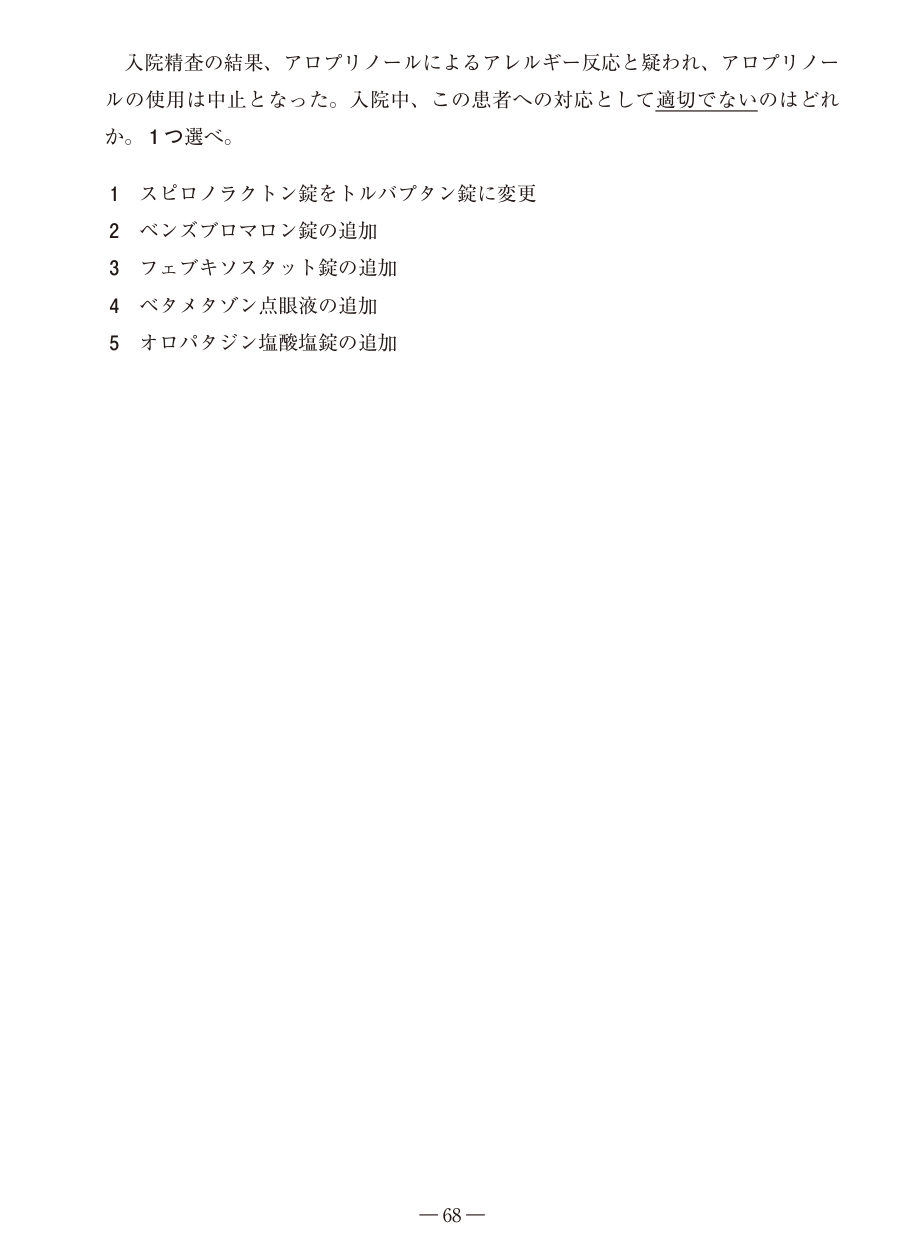 入院精査の結果、アロプリノールによるアレルギー反応と疑われ、アロプリノー
ルの使用は中止となった。入院中、この患者への対応として適切でないのはどれ
か。1つ選べ。
1 スピロノラクトン錠をトルバプタン錠に変更
2 ベンズブロマロン錠の追加
3 フェブキソスタット錠の追加
4 ベタメタゾン点眼液の追加
5 オロパタジン塩酸塩錠の追加
― 68 ―